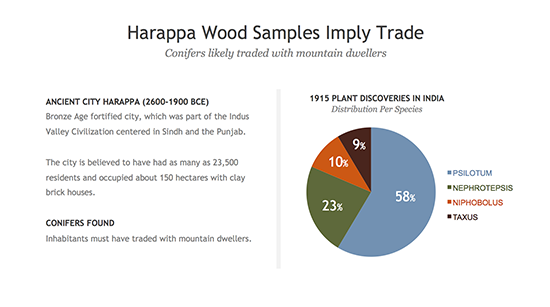 Harappa Wood Samples Imply Trade
Conifers likely traded with mountain dwellers
ANCIENT CITY HARAPPA (2600-1900 BCE)
Bronze Age fortified city, which was part of the Indus
Valley Civilization centered in Sindh and the Punjab.
The city is believed to have had as many as 23,500
residents and occupied about 150 hectares with clay
brick houses.
CONIFERS FOUND
Inhabitants must have traded with mountain dwellers.
1915 PLANT DISCOVERIES IN INDIA
Distribution Per Species
9%
10%
23%
58%
PSILOTUM
NEPHROTEPSIS
NIPHOBOLUS
TAXUS